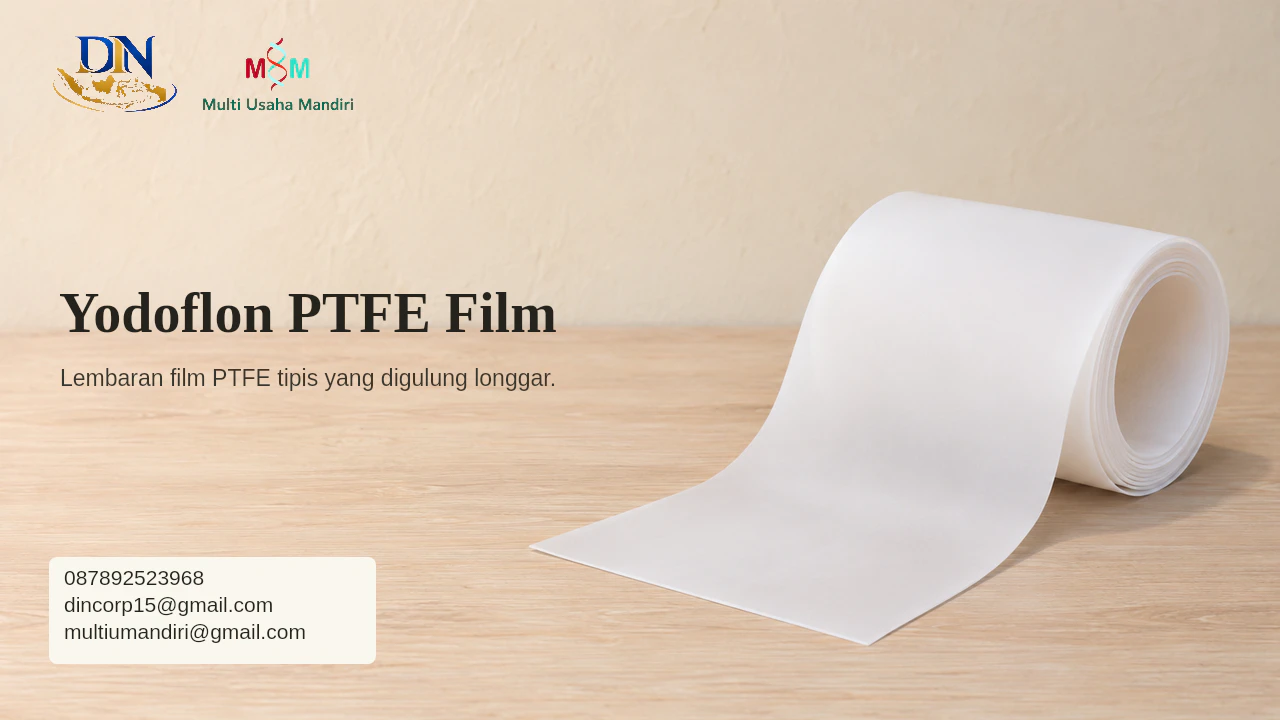 DN
MSM
Multi Usaha Mandiri
Yodoflon PTFE Film
Lembaran film PTFE tipis yang digulung longgar.
087892523968
dincorp15@gmail.com
multiumandiri@gmail.com